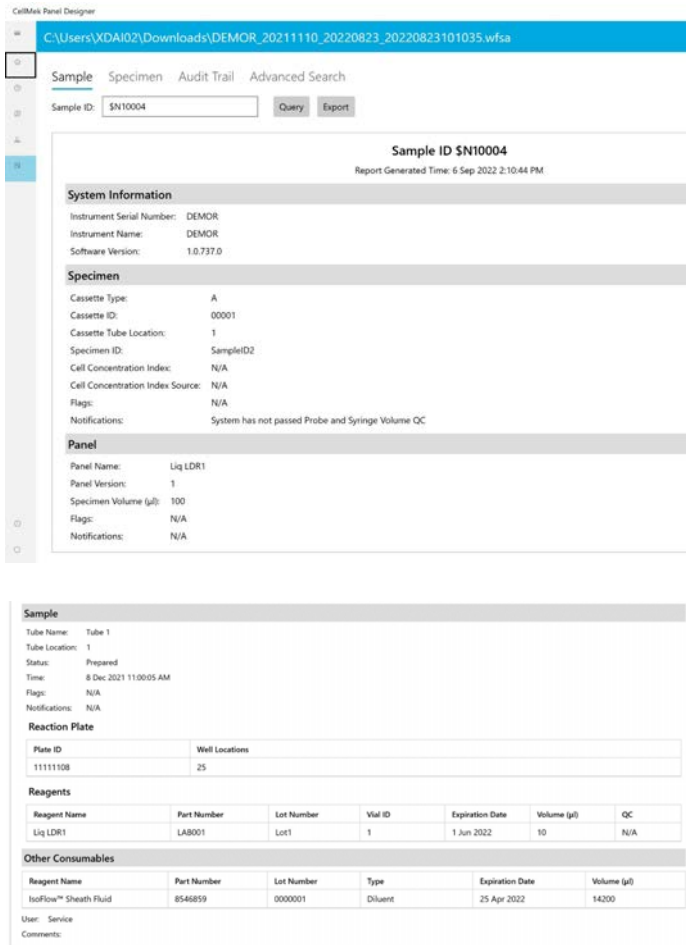 CellMek Panel Designer
C:\Users\XDAI02\Downloads\DEMOR_20211110_20220823_20220823101035.wfsa
Sample Specimen Audit Trail Advanced Search
Sample ID: $N10004 Query Export
Sample ID $N10004
Report Generated Time: 6 Sep 2022 2:10:44 PM
System Information
Instrument Serial Number: DEMOR
Instrument Name: DEMOR
Software Version: 1.0.737.0
Specimen
Cassette Type: A
Cassette ID: 00001
Cassette Tube Location: 1
Specimen ID: SampleID2
Cell Concentration Index: N/A
Cell Concentration Index Source: N/A
Flags: N/A
Notifications: System has not passed Probe and Syringe Volume QC
Panel
Panel Name: Liq LDR1
Panel Version: 1
Specimen Volume (µl): 100
Flags: N/A
Notifications: N/A
Sample
Tube Name: Tube 1
Tube Location: 1
Status: Prepared
Time: 8 Dec 2021 11:00:05 AM
Flags: N/A
Notifications: N/A
Reaction Plate
Plate ID Well Locations
11111108 25
Reagents
Reagent Name Part Number Lot Number Vial ID Expiration Date Volume (µl) QC
Liq LDR1 LAB001 Lot1 1 1 Jun 2022 10 N/A
Other Consumables
Reagent Name Part Number Lot Number Type Expiration Date Volume (µl)
IsoFlow™ Sheath Fluid 8546859 0000001 Diluent 25 Apr 2022 14200
User: Service
Comments: